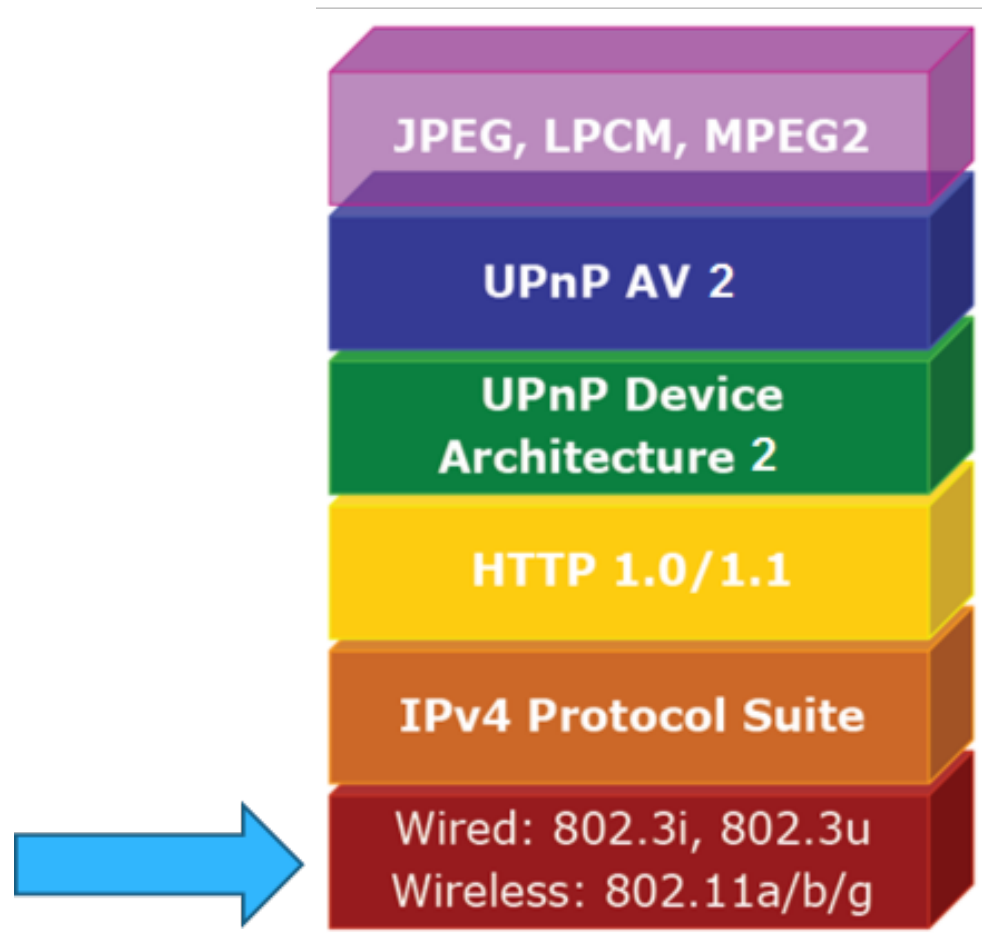 JPEG, LPCM, MPEG2
UPnP AV 2
UPnP Device
Architecture 2
HTTP 1.0/1.1
IPv4 Protocol Suite
Wired: 802.3i, 802.3u
Wireless: 802.11a/b/g